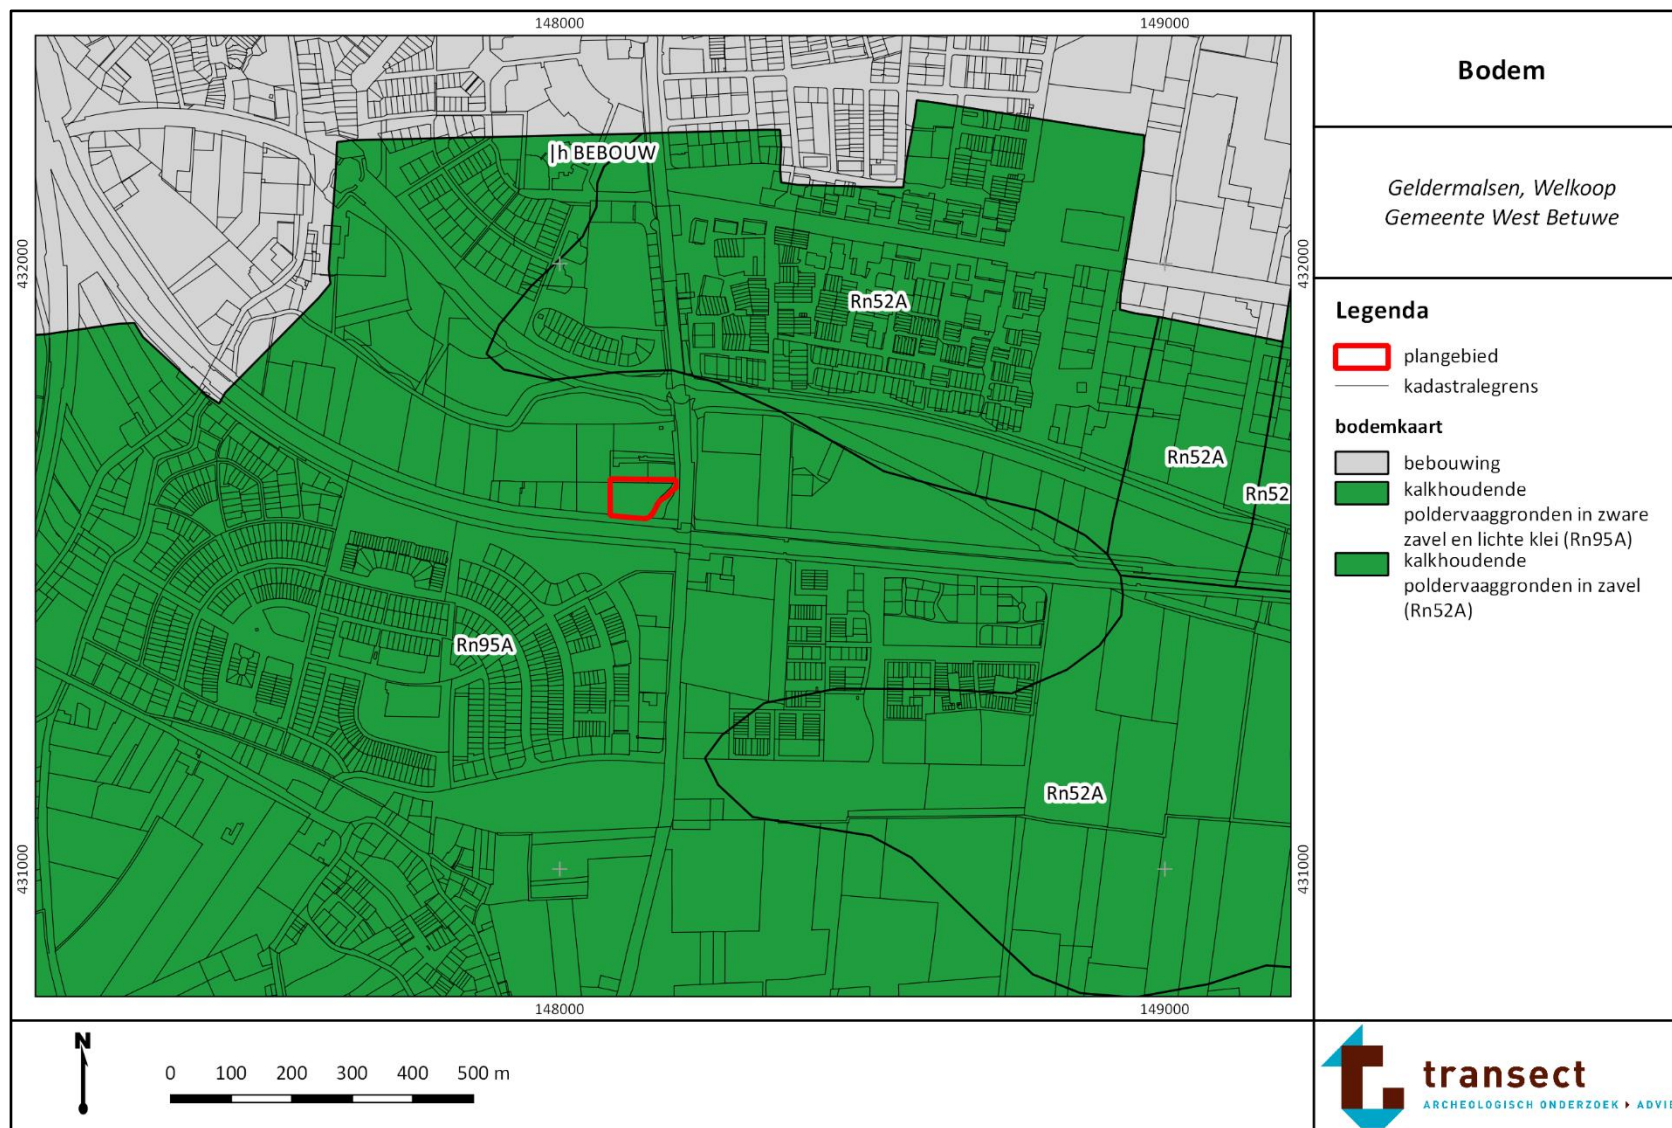 148000
149000
Bodem
Geldermalsen, Welkoop
Gemeente West Betuwe
432000
432000
|h BEBOUW
Rn52A
Rn52A
Rn52
Rn95A
Rn52A
431000
431000
Legenda
plangebied
kadastralegrens
bodemkaart
bebouwing
kalkhoudende
poldervaaggronden in zware
zavel en lichte klei (Rn95A)
kalkhoudende
poldervaaggronden in zavel
(Rn52A)
148000
149000
N
0 100 200 300 400 500 m
transect
ARCHEOLOGISCH ONDERZOEK ▸ ADVIE